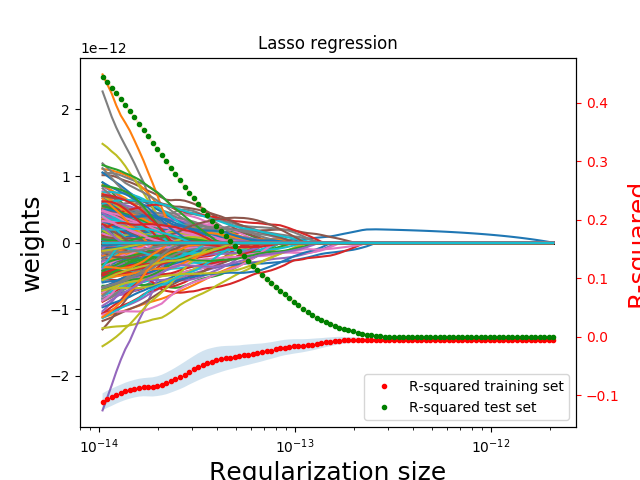 Lasso regression
1e−12
weights
2
1
0
−1
−2
0.4
0.3
0.2
0.1
0.0
−0.1
R-squared
R-squared training set
R-squared test set
10^{−14}
10^{−13}
10^{−12}
Regularization size